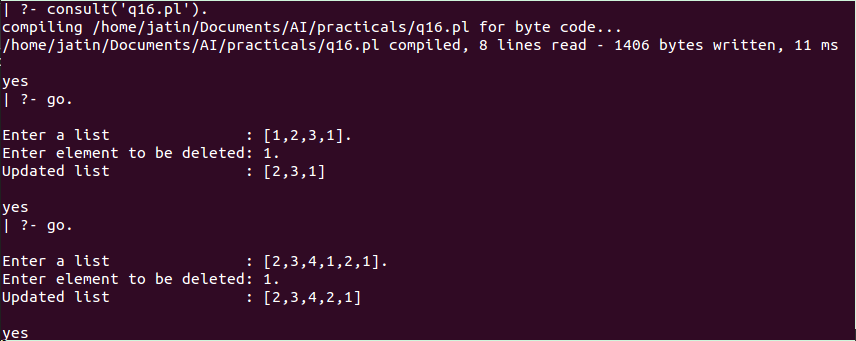 | ?- consult('q16.pl').
compiling /home/jatin/Documents/AI/practicals/q16.pl for byte code...
/home/jatin/Documents/AI/practicals/q16.pl compiled, 8 lines read - 1406 bytes written, 11 ms
yes
| ?- go.
Enter a list                : [1,2,3,1].
Enter element to be deleted: 1.
Updated list                : [2,3,1]
yes
| ?- go.
Enter a list                : [2,3,4,1,2,1].
Enter element to be deleted: 1.
Updated list                : [2,3,4,2,1]
yes